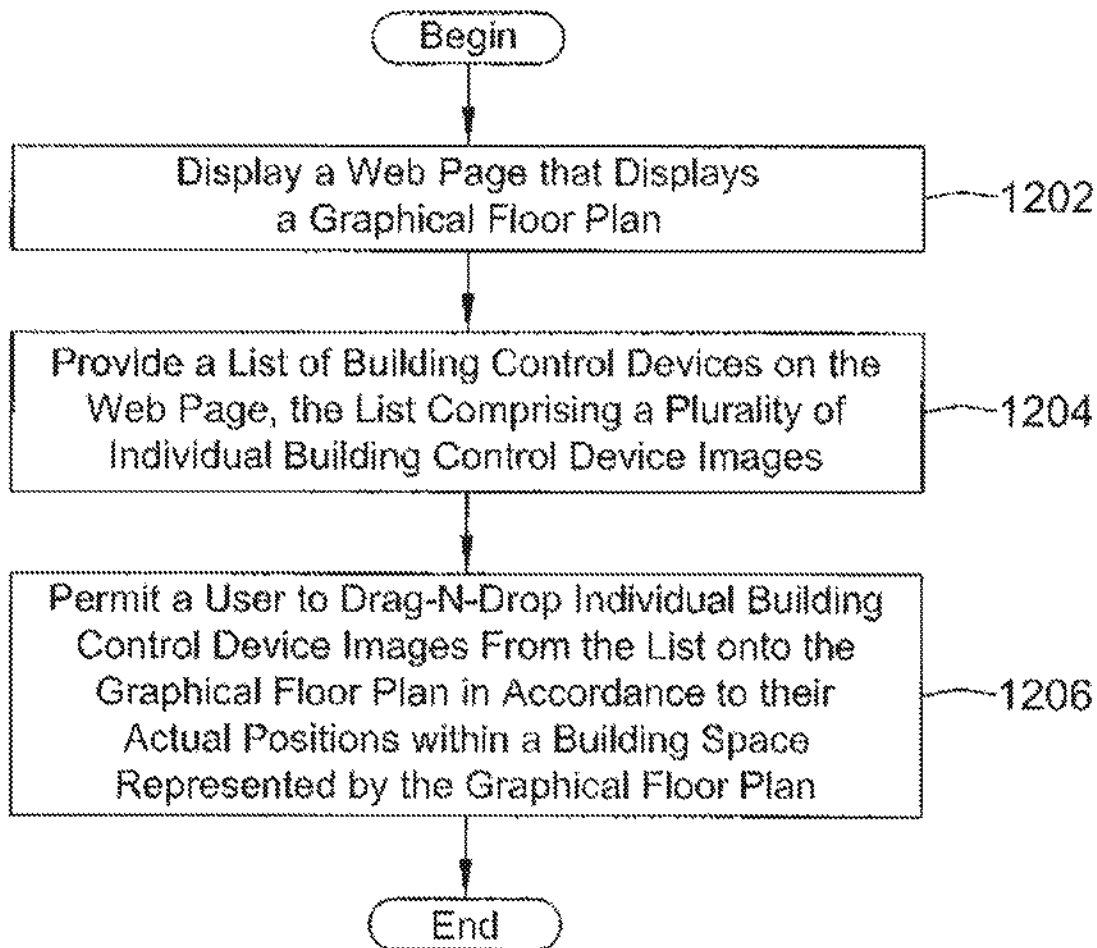 Begin
Display a Web Page that Displays
a Graphical Floor Plan
1202
Provide a List of Building Control Devices on the
Web Page, the List Comprising a Plurality of
Individual Building Control Device Images
1204
Permit a User to Drag-N-Drop Individual Building
Control Device Images From the List onto the
Graphical Floor Plan in Accordance to their
Actual Positions within a Building Space
Represented by the Graphical Floor Plan
1206
End